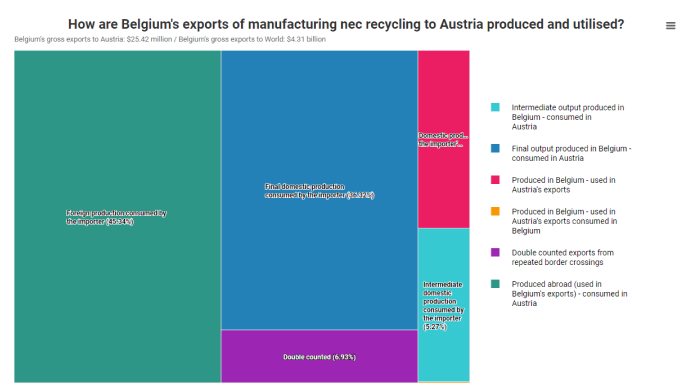 How are Belgium's exports of manufacturing nec recycling to Austria produced and utilised?
Belgium's gross exports to Austria: $25.42 million / Belgium's gross exports to World: $4.31 billion
Foreign production consumed by
the importer (45.34%)
Final domestic production
consumed by the importer
Double counted (6.93%)
Domestic prod...
the importer'...
Intermediate
domestic
production
consumed by
the importer
(5.27%)
Intermediate output produced in
Belgium - consumed in
Austria
Final output produced in Belgium -
consumed in Austria
Produced in Belgium - used in
Austria's exports
Produced in Belgium - used in
Austria's exports consumed in
Belgium
Double counted exports from
repeated border crossings
Produced abroad (used in
Belgium's exports) - consumed in
Austria